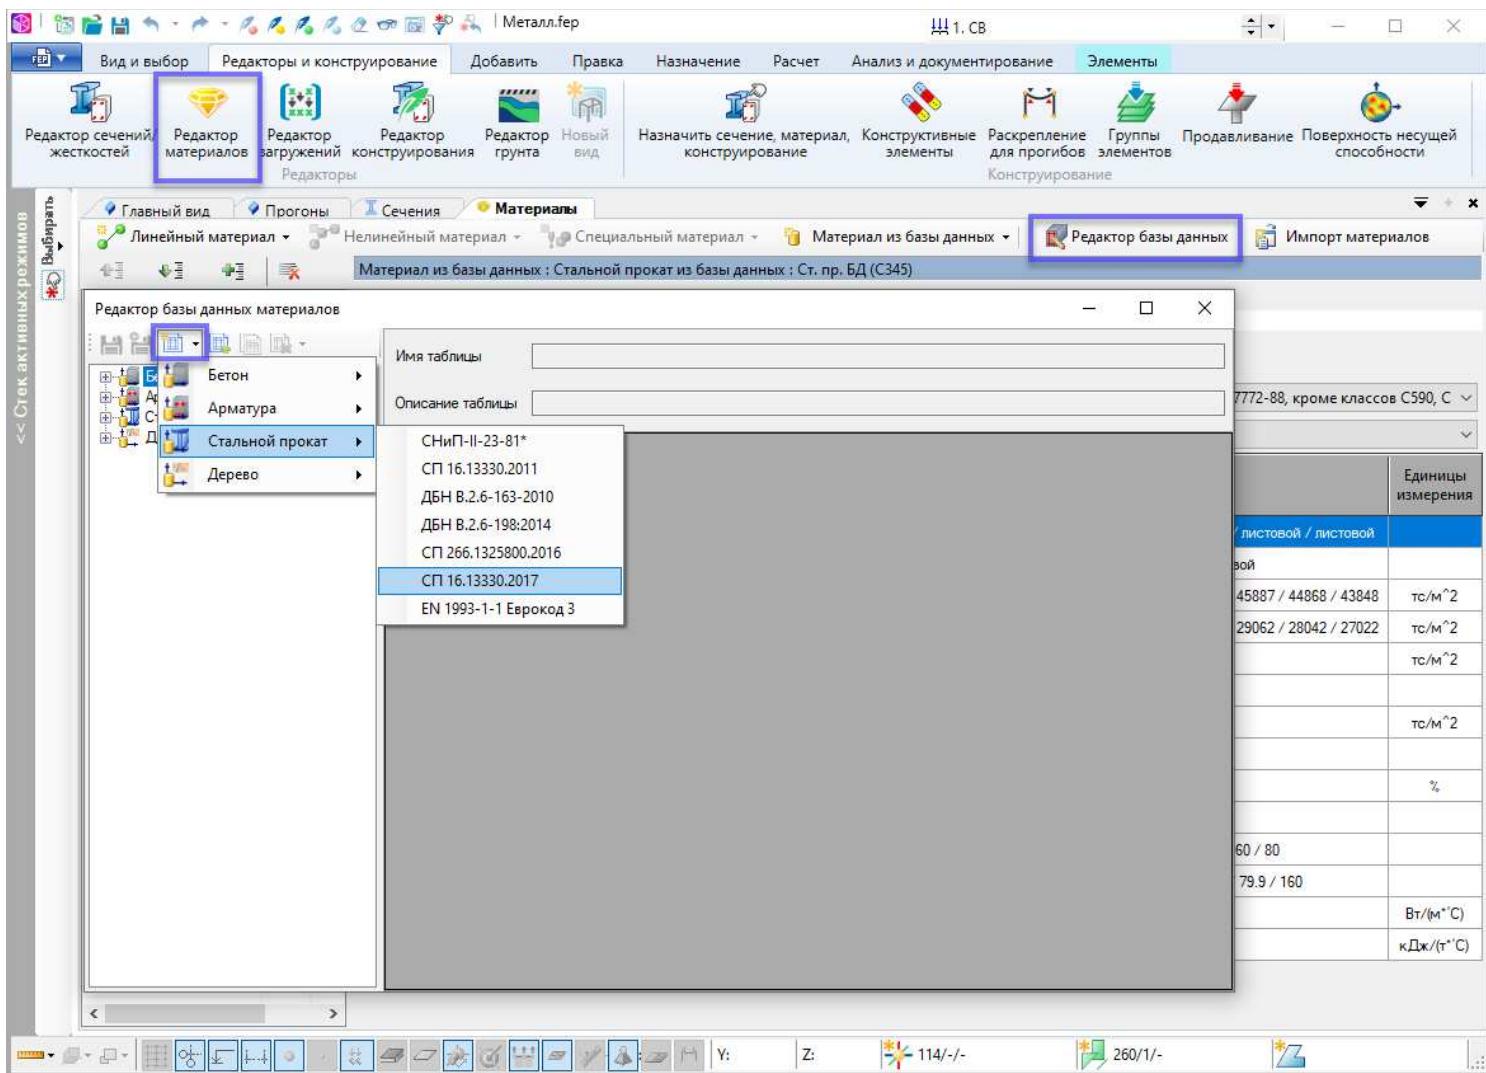 Металл.fep
1. СВ
FEP
Вид и выбор
Редакторы и конструирование
Добавить
Правка
Назначение
Расчет
Анализ и документирование
Элементы
Редактор сечений/
жесткостей
Редактор
материалов
Редактор
загружений
Редактор
конструирования
Редактор
грунта
Новый
вид
Назначить сечение, материал,
конструирование
Конструктивные
элементы
Раскрепление
для прогибов
Группы
элементов
Продавливание
Поверхность несущей
способности
Редакторы
Конструирование
<< Стек активных режимов
Выбирать
Главный вид
Прогоны
Сечения
Материалы
Линейный материал
Нелинейный материал
Специальный материал
Материал из базы данных
Редактор базы данных
Импорт материалов
Материал из базы данных : Стальной прокат из базы данных : Ст. пр. БД (С345)
Редактор базы данных материалов
Имя таблицы
Описание таблицы
Бетон
Арматура
Стальной прокат
Дерево
СНиП-II-23-81*
СП 16.13330.2011
ДБН В.2.6-163-2010
ДБН В.2.6-198:2014
СП 266.1325800.2016
СП 16.13330.2017
EN 1993-1-1 Еврокод 3
7772-88, кроме классов С590, С
Единицы
измерения
/ листовой / листовой
вой
45887 / 44868 / 43848
тс/м^2
29062 / 28042 / 27022
тс/м^2
тс/м^2
тс/м^2
%
60 / 80
79.9 / 160
Вт/(м*°С)
кДж/(т*°С)
Y:
Z:
114/-/-
260/1/-